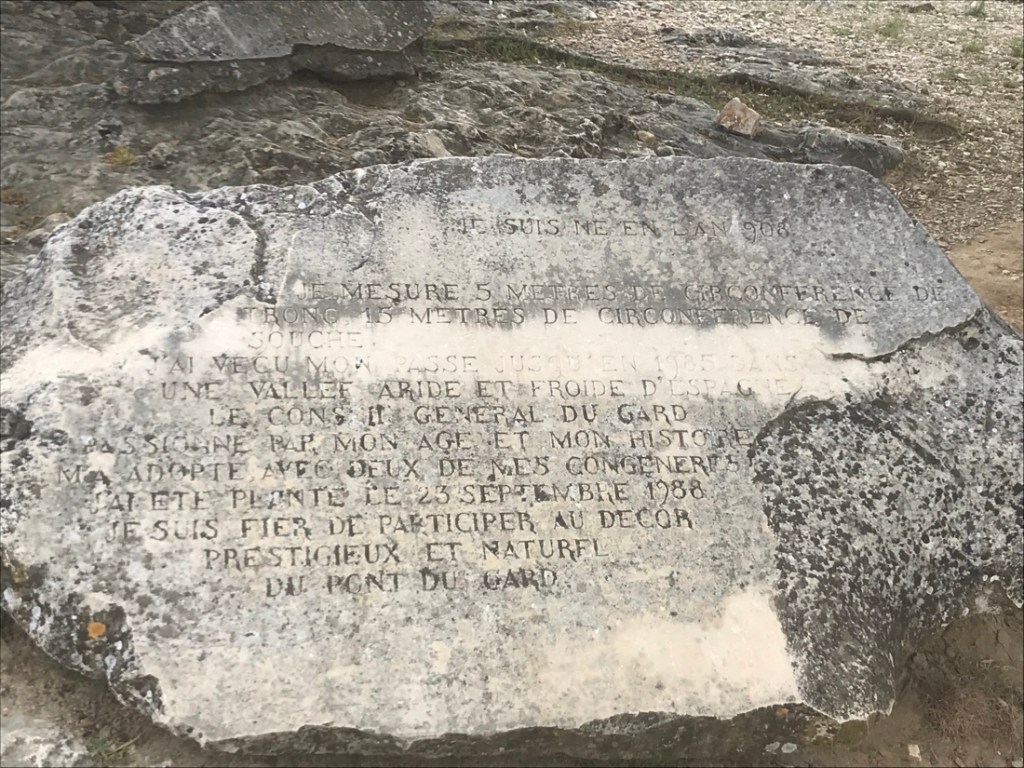 JE SUIS NE EN L'AN 908
JE MESURE 5 METRES DE CIRCONFERENCE DE
TRONC, 15 METRES DE CIRCONFERENCE DE
SOUCHE
J'AI VECU MON PASSE JUSQU'EN 1985 DANS
UNE VALLEE ARIDE ET FROIDE D'ESPAGNE
LE CONSEIL GENERAL DU GARD
PASSIONNE PAR MON AGE ET MON HISTOIRE
M'A ADOPTE AVEC DEUX DE MES CONGENERES
J'AI ETE PLANTE LE 23 SEPTEMBRE 1988
JE SUIS FIER DE PARTICIPER AU DECOR
PRESTIGIEUX ET NATUREL
DU PONT DU GARD